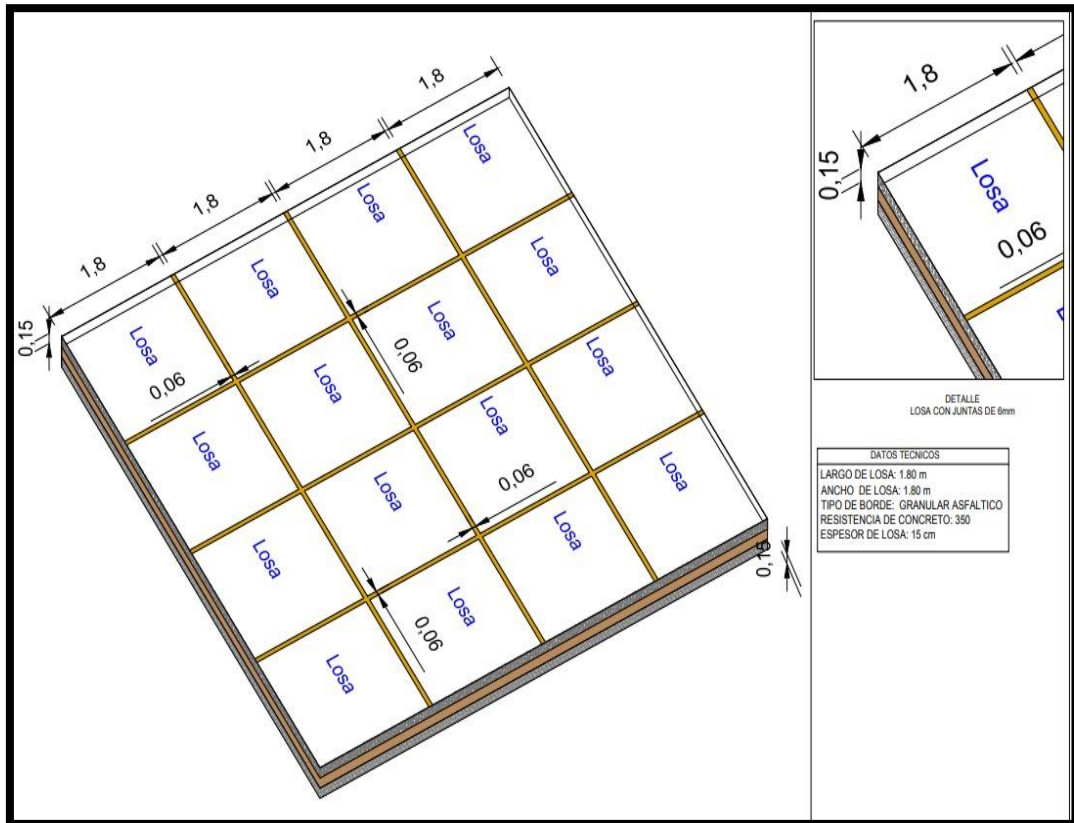 1,8
1,8
1,8
1,8
0,15
Losa
Losa
Losa
Losa
0,06
0,06
Losa
Losa
Losa
Losa
Losa
Losa
Losa
Losa
0,06
Losa
Losa
Losa
Losa
0,06
0,15
1,8
0,15
Losa
0,06
DETALLE
LOSA CON JUNTAS DE 6mm
DATOS TECNICOS
LARGO DE LOSA: 1.80 m
ANCHO DE LOSA: 1.80 m
TIPO DE BORDE: GRANULAR ASFALTICO
RESISTENCIA DE CONCRETO: 350
ESPESOR DE LOSA: 15 cm